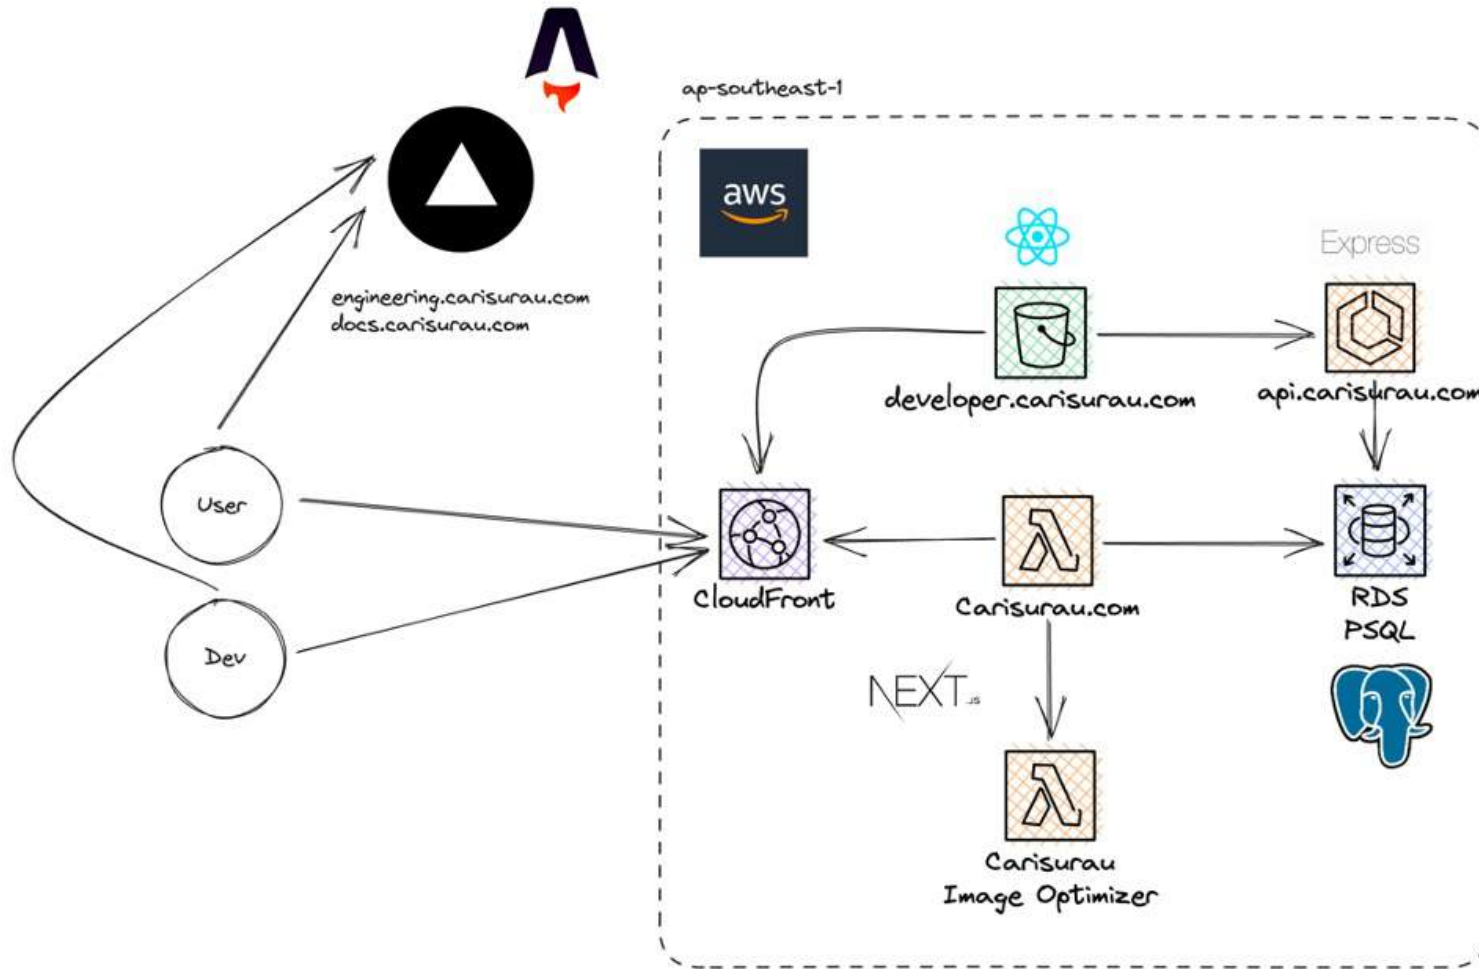 ap-southeast-1
aws
Express
engineering.carisurau.com
docs.carisurau.com
developer.carisurau.com
api.carisurau.com
User
CloudFront
Carisurau.com
RDS
PSQL
Dev
NEXT.JS
Carisurau
Image Optimizer